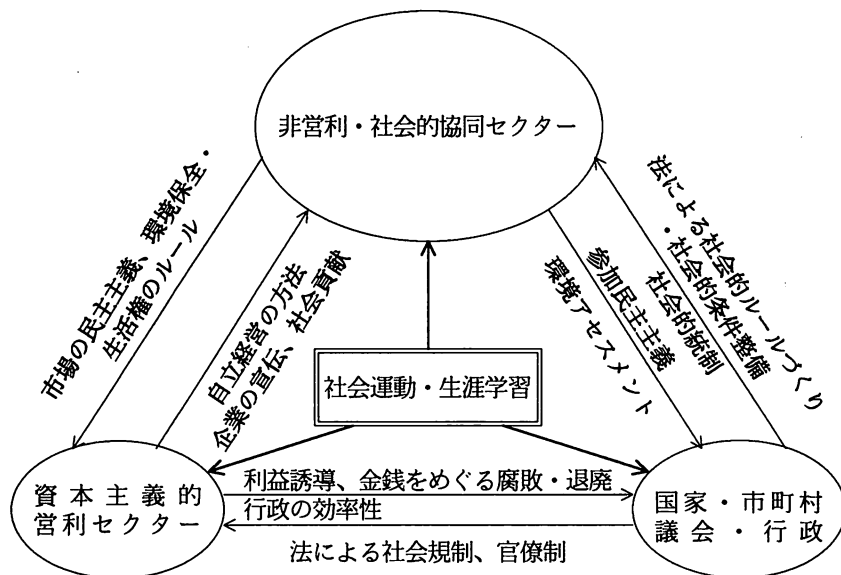 非営利・社会的協同セクター
市場の民主主義、環境保全・
生活権のルール
自立経営の方法
企業の宣伝、社会貢献
法による社会的ルールづくり
・社会的条件整備
社会的統制
参加民主主義
環境アセスメント
社会運動・生涯学習
資本主義的
営利セクター
利益誘導、金銭をめぐる腐敗・退廃
行政の効率性
法による社会規制、官僚制
国家・市町村
議会・行政